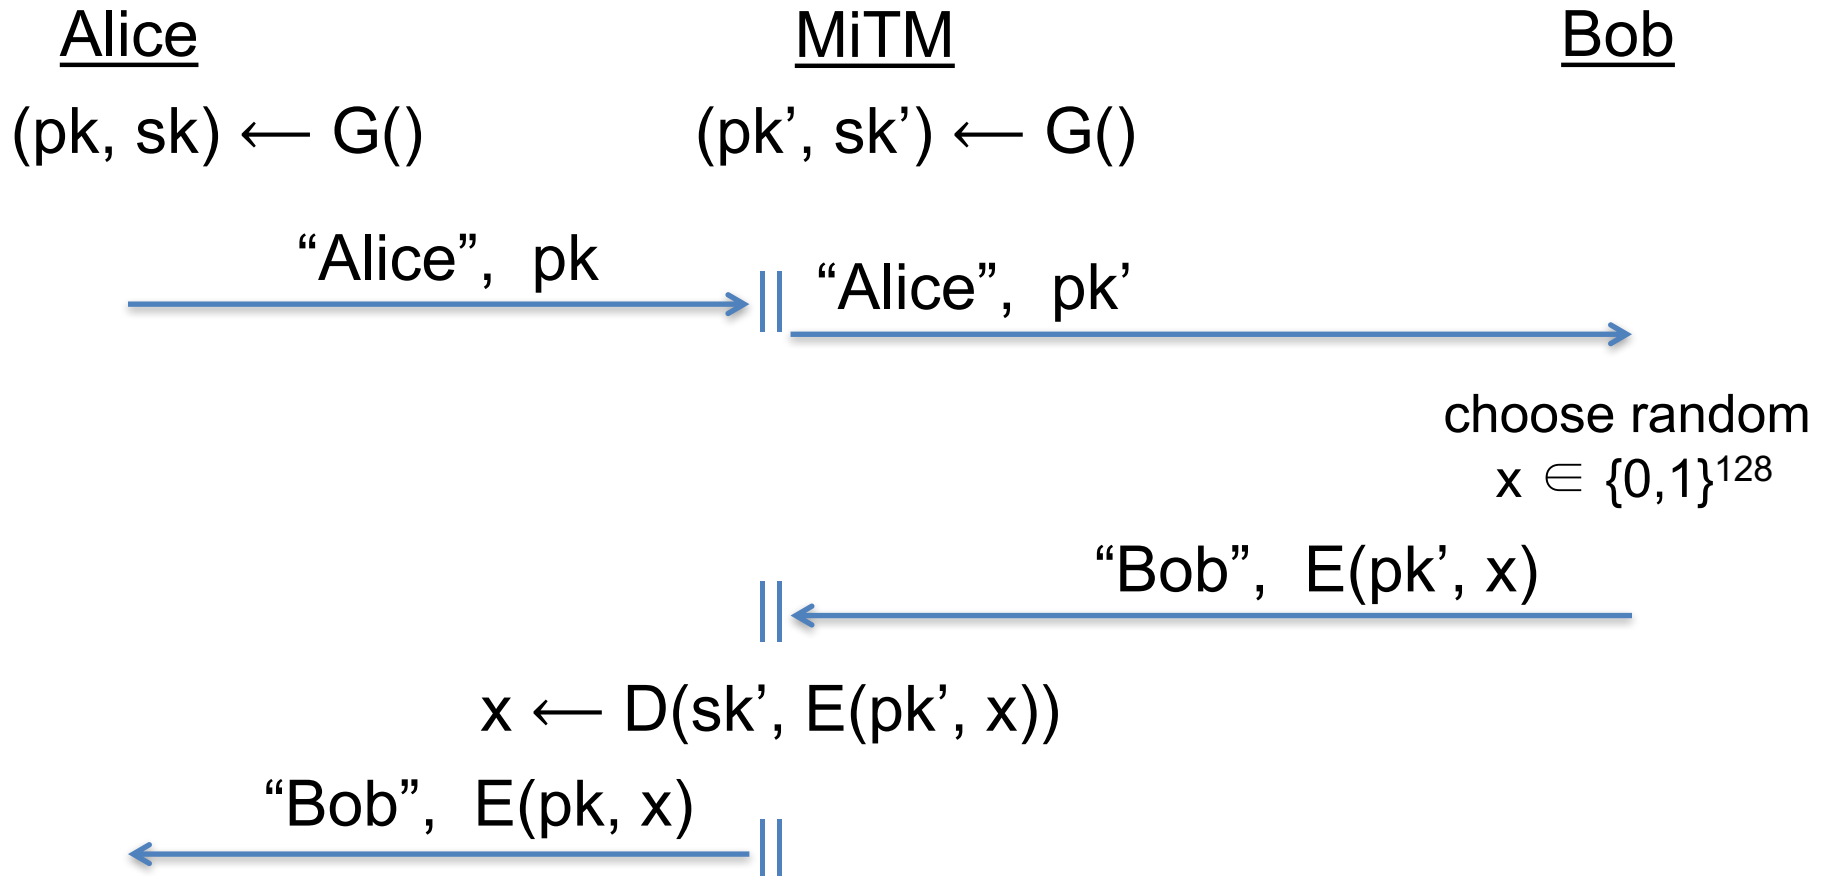 Alice MiTM Bob
(pk, sk) ⟵ G() (pk’, sk’) ⟵ G()
“Alice”, pk
“Alice”, pk’
choose random
x ∈ {0,1}¹²⁸
“Bob”, E(pk’, x)
x ⟵ D(sk’, E(pk’, x))
“Bob”, E(pk, x)